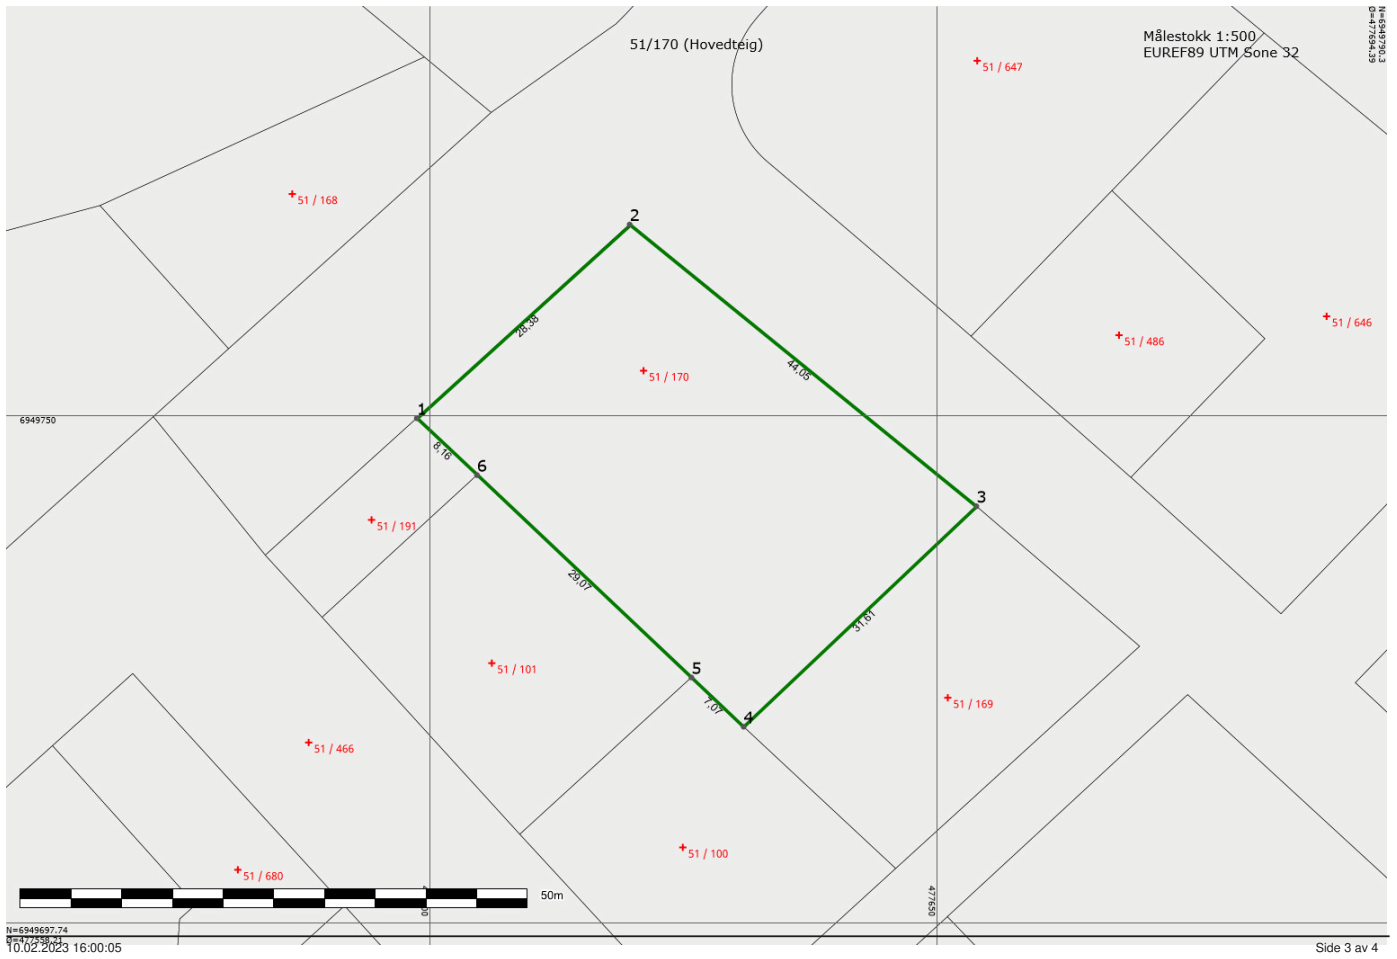 51/170 (Hovedteig)
Målestokk 1:500
EUREF89 UTM Sone 32
N=6949790.3
Ø=477694.39
51 / 647
51 / 168
2
28,38
44,05
51 / 646
51 / 486
51 / 170
1
6949750
8,16
6
3
51 / 191
29,07
31,61
51 / 101
5
7,07
4
51 / 169
51 / 466
51 / 100
51 / 680
50m
477650
N=6949697.74
Ø=477558.21
10.02.2023 16:00:05
Side 3 av 4